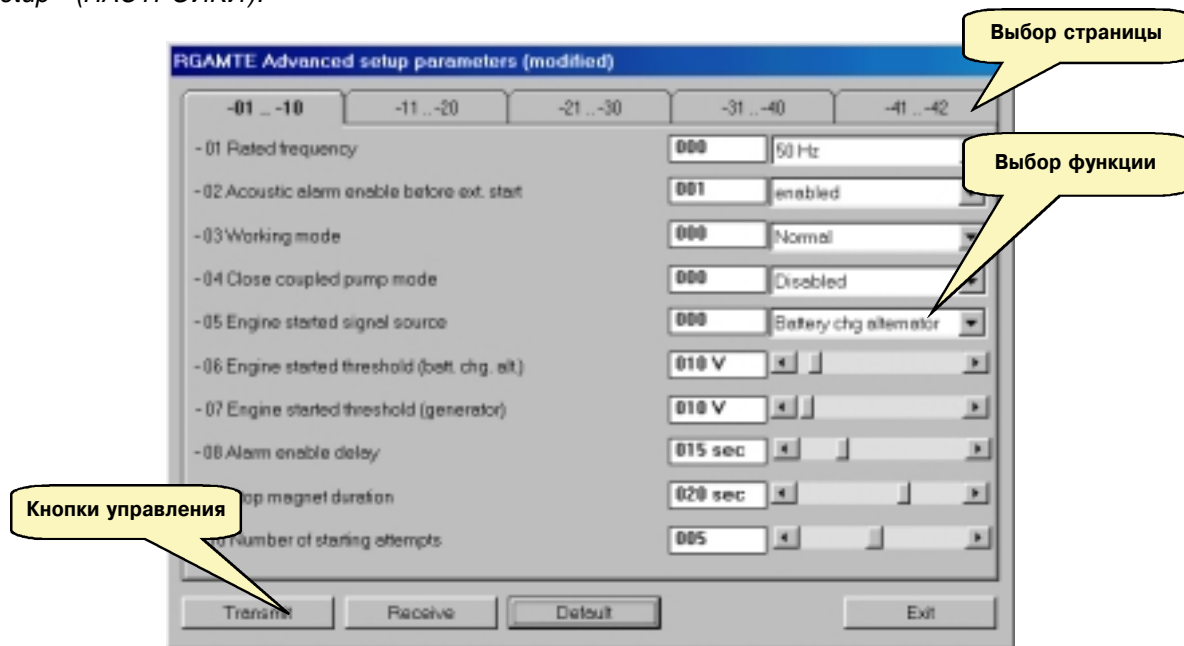 Setup" (НАСТРОЙКИ).
Выбор страницы
RGAMTE Advanced setup parameters (modified)
-01 .. -10 -11 .. -20 -21 .. -30 -31 .. -40 -41 .. -42
Выбор функции
- 01 Rated frequency 000 50 Hz
- 02 Acoustic alarm enable before ext. start 001 enabled
- 03 Working mode 000 Normal
- 04 Close coupled pump mode 000 Disabled
- 05 Engine started signal source 000 Battery chg alternator
- 06 Engine started threshold (batt. chg. alt.) 010 V
- 07 Engine started threshold (generator) 010 V
- 08 Alarm enable delay 015 sec
magnet duration 020 sec
Кнопки управления
Number of starting attempts 005
Transmit Receive Default Exit